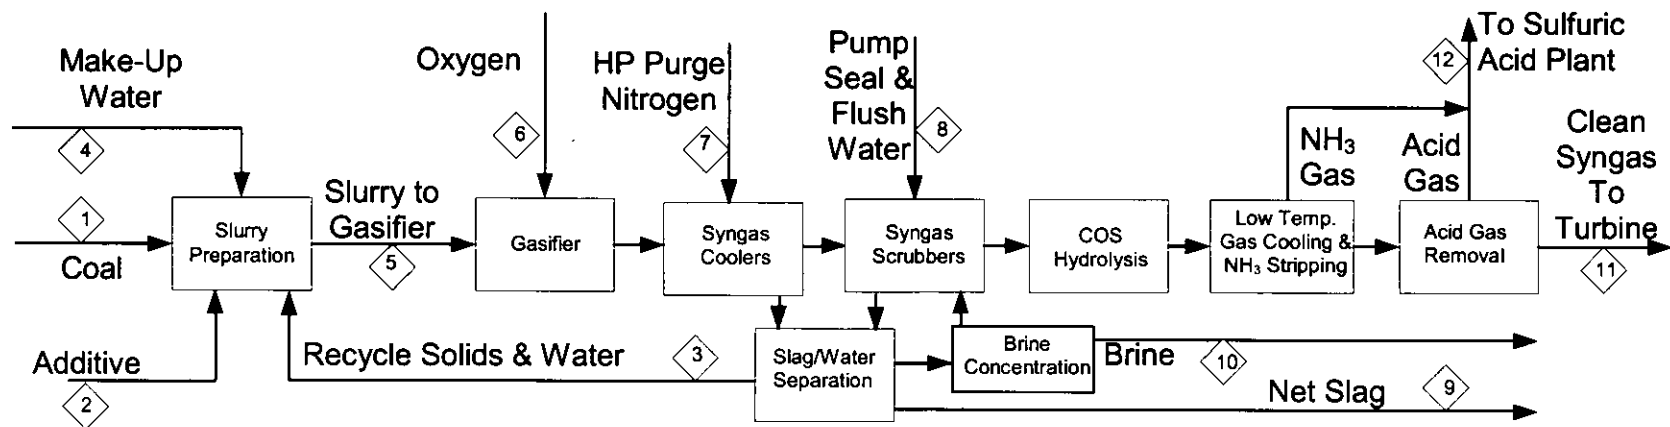 Make-Up
Water
4
1
Coal
Additive
2
Slurry
Preparation
Slurry to
Gasifier
5
Oxygen
6
Gasifier
HP Purge
Nitrogen
7
Syngas
Coolers
Pump
Seal &
Flush
Water
8
Syngas
Scrubbers
COS
Hydrolysis
NH₃
Gas
Low Temp.
Gas Cooling &
NH₃ Stripping
Acid
Gas
Acid Gas
Removal
12
To Sulfuric
Acid Plant
Clean
Syngas
To
Turbine
11
Recycle Solids & Water
3
Slag/Water
Separation
Brine
Concentration
Brine
10
Net Slag
9